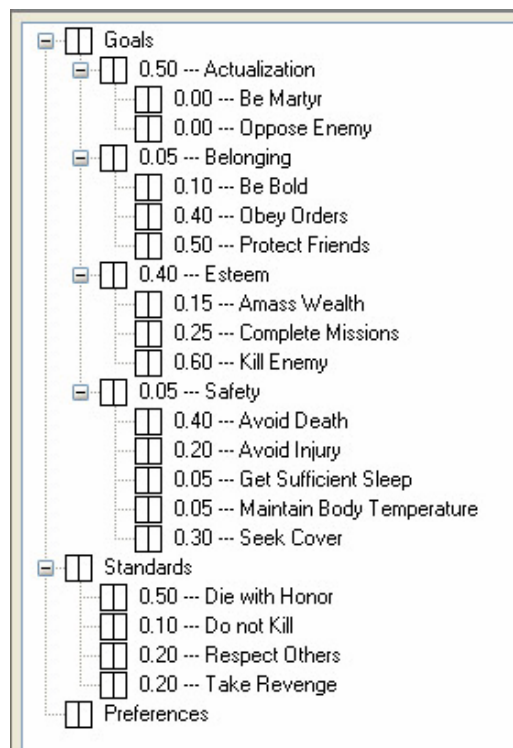 Goals
0.50 --- Actualization
0.00 --- Be Martyr
0.00 --- Oppose Enemy
0.05 --- Belonging
0.10 --- Be Bold
0.40 --- Obey Orders
0.50 --- Protect Friends
0.40 --- Esteem
0.15 --- Amass Wealth
0.25 --- Complete Missions
0.60 --- Kill Enemy
0.05 --- Safety
0.40 --- Avoid Death
0.20 --- Avoid Injury
0.05 --- Get Sufficient Sleep
0.05 --- Maintain Body Temperature
0.30 --- Seek Cover
Standards
0.50 --- Die with Honor
0.10 --- Do not Kill
0.20 --- Respect Others
0.20 --- Take Revenge
Preferences